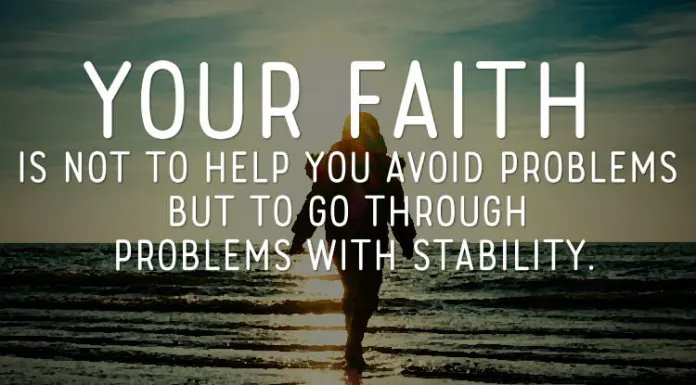 YOUR FAITH
IS NOT TO HELP YOU AVOID PROBLEMS
BUT TO GO THROUGH
PROBLEMS WITH STABILITY.